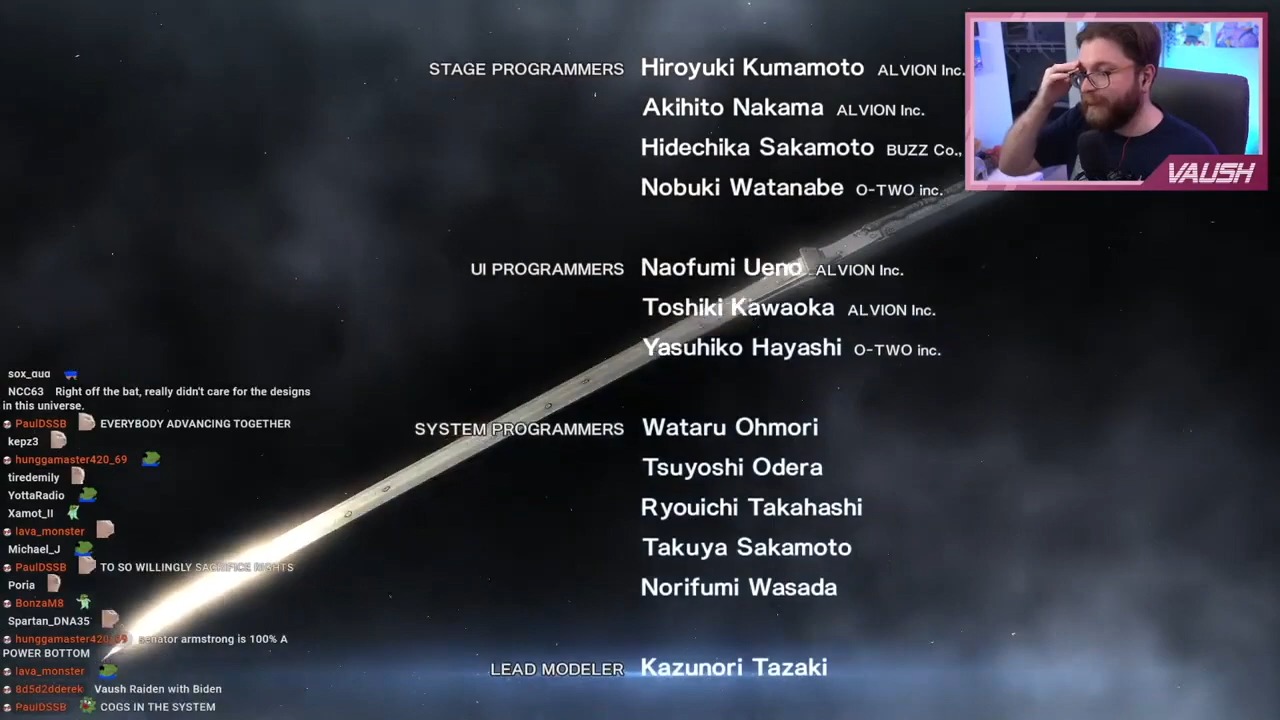 STAGE PROGRAMMERS Hiroyuki Kumamoto ALVION Inc.
Akihito Nakama ALVION Inc.
Hidechika Sakamoto BUZZ Co.,
Nobuki Watanabe O-TWO inc.
UI PROGRAMMERS Naofumi Ueno ALVION Inc.
Toshiki Kawaoka ALVION Inc.
Yasuhiko Hayashi O-TWO inc.
SYSTEM PROGRAMMERS Wataru Ohmori
Tsuyoshi Odera
Ryouichi Takahashi
Takuya Sakamoto
Norifumi Wasada
LEAD MODELER Kazunori Tazaki
VAUSH
NCC63 Right off the bat, really didn't care for the designs
in this universe.
PaulDSSB EVERYBODY ADVANCING TOGETHER
kepz3
hunggamaster420_69
tiredemily
YottaRadio
Xamot_II
lava_monster
Michael_J
PaulDSSB TO SO WILLINGLY SACRIFICE RIGHTS
Poria
BonzaM8
Spartan_DNA35
hunggamaster420_69 senator armstrong is 100% A
POWER BOTTOM
lava_monster
8d5d2dderek Vaush Raiden with Biden
PaulDSSB COGS IN THE SYSTEM